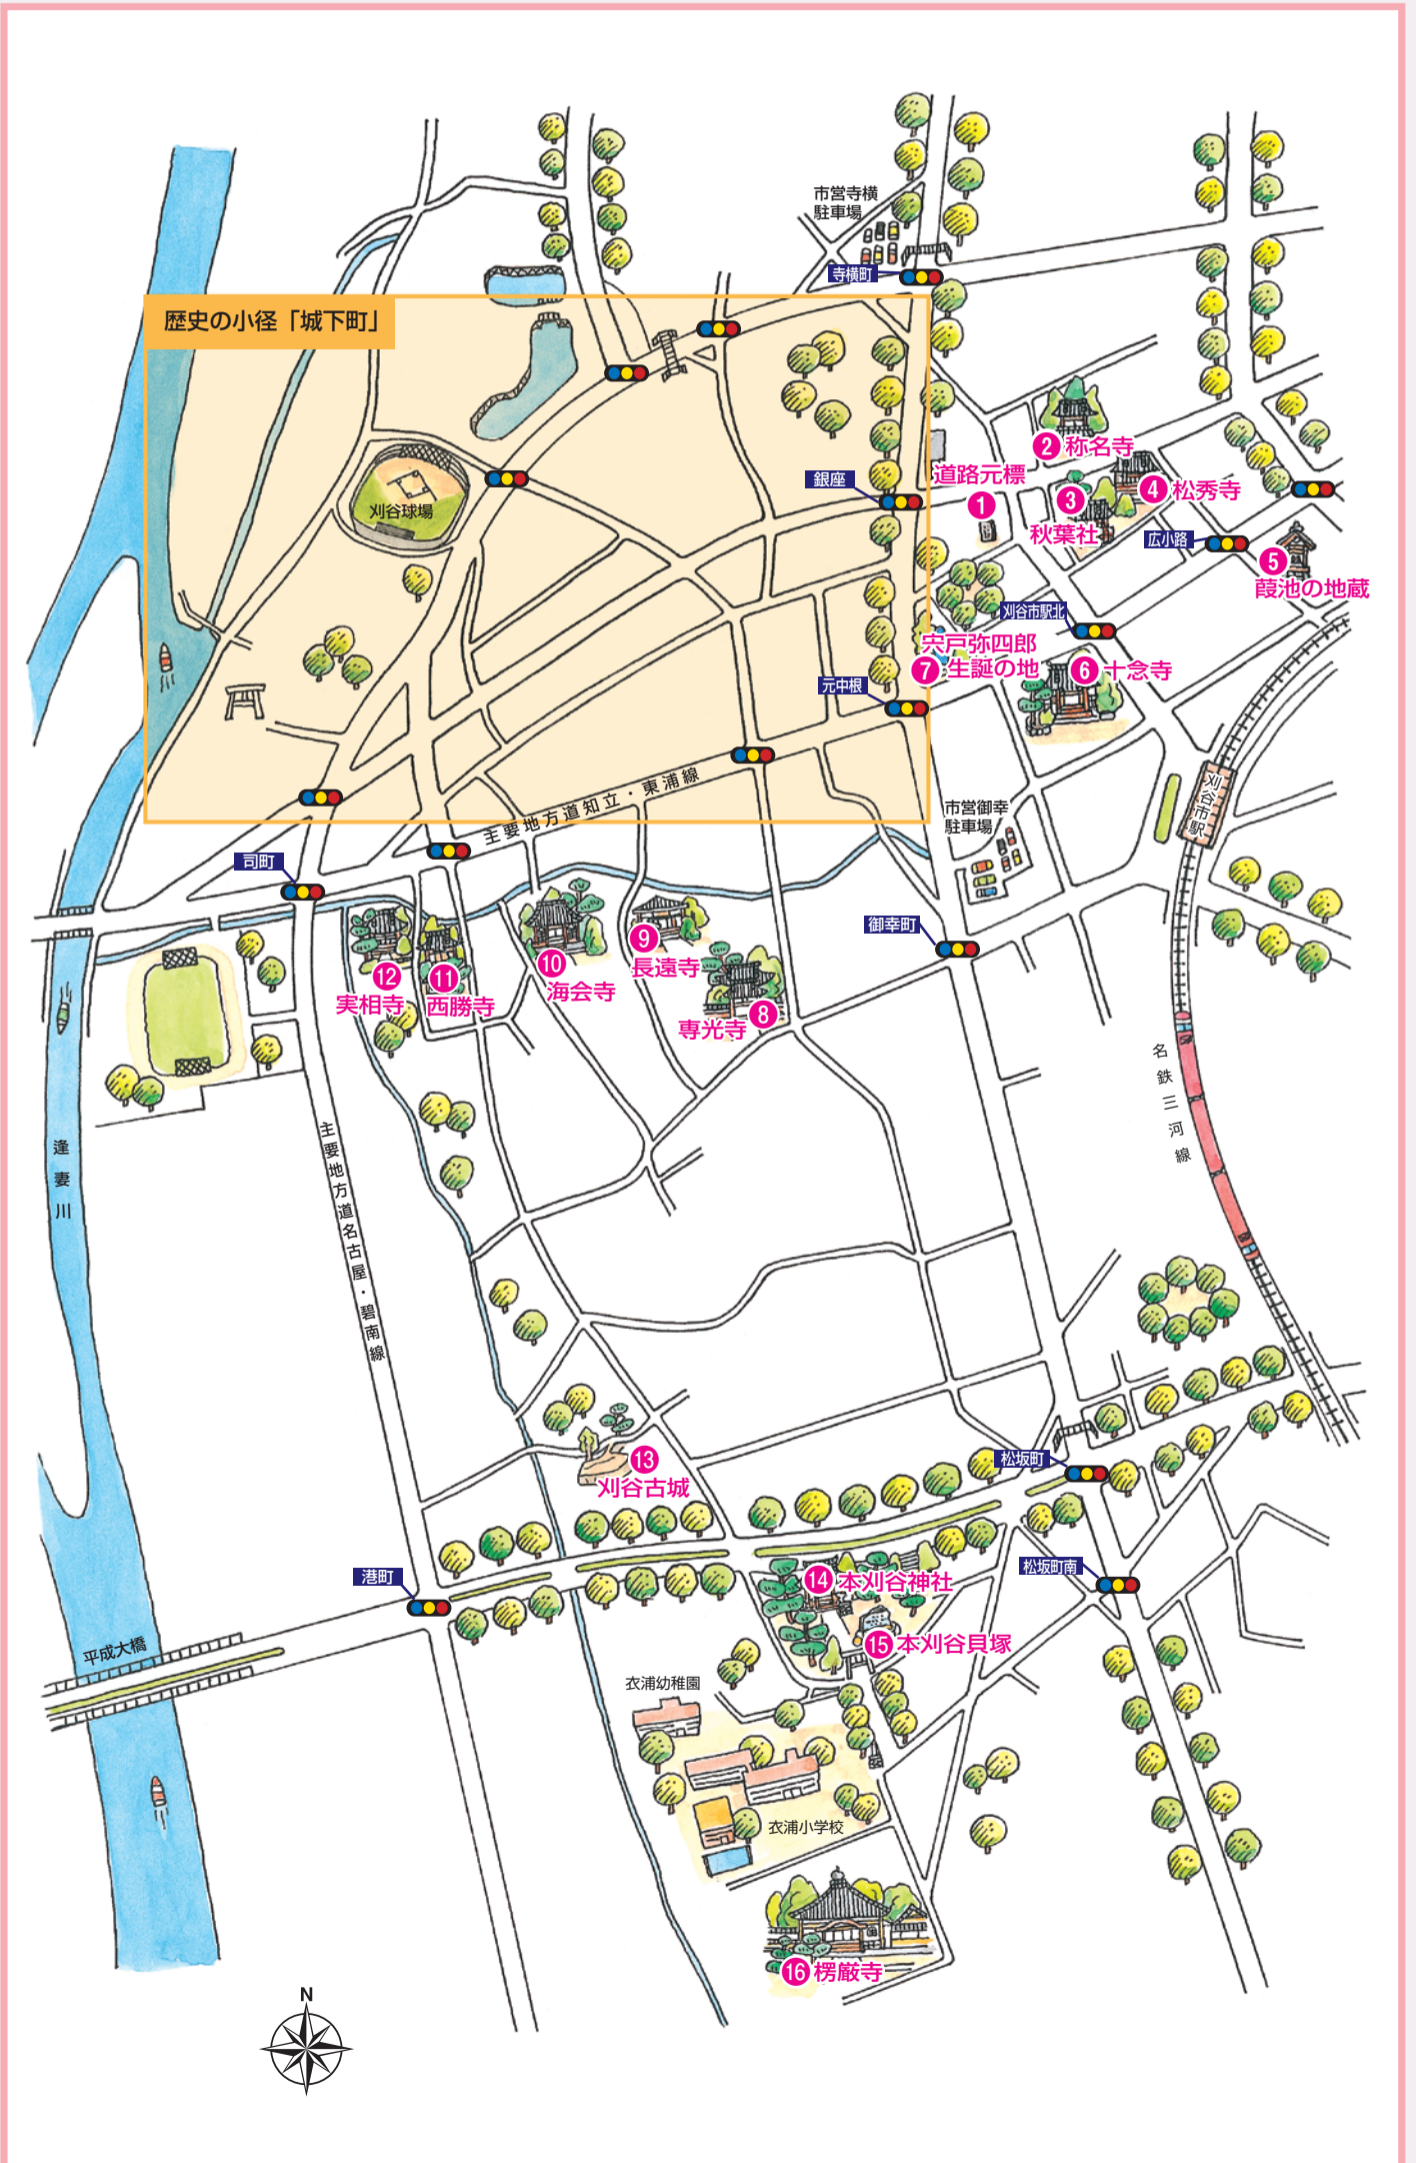 市営寺横
駐車場
寺横町
歴史の小径「城下町」
② 称名寺
銀座
道路元標
①
③
秋葉社
④ 松秀寺
刈谷球場
広小路
⑤
葭池の地蔵
刈谷市駅北
宍戸弥四郎
⑦ 生誕の地
⑥ 十念寺
元中根
主要地方道知立・東浦線
刈谷市駅
市営御幸
駐車場
司町
御幸町
⑫
実相寺
⑪
西勝寺
⑩
海会寺
⑨
長遠寺
⑧
専光寺
名鉄三河線
逢妻川
主要地方道名古屋・碧南線
⑬
刈谷古城
松坂町
港町
松坂町南
⑭ 本刈谷神社
⑮ 本刈谷貝塚
平成大橋
衣浦幼稚園
衣浦小学校
⑯ 楞厳寺
N